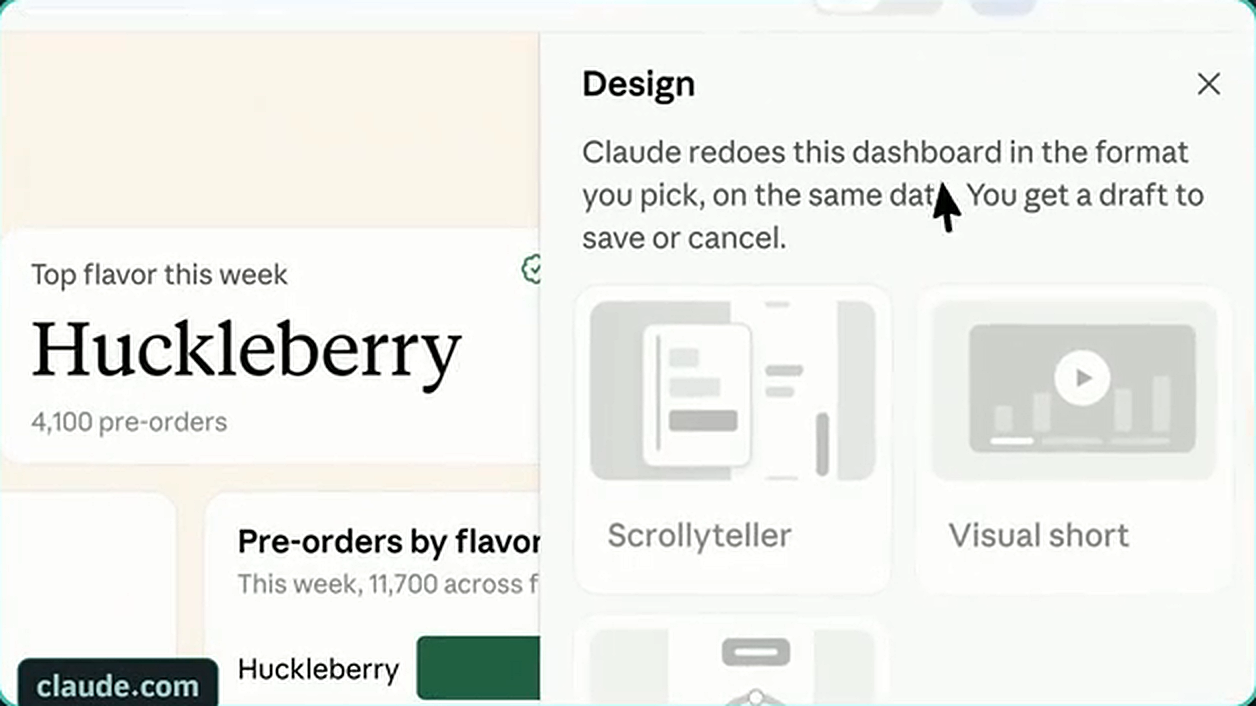 Design
Claude redoes this dashboard in the format
you pick, on the same dat You get a draft to
save or cancel.
Top flavor this week
Huckleberry
4,100 pre-orders
Scrollyteller
Visual short
Pre-orders by flavor
This week, 11,700 across f
Huckleberry
claude.com